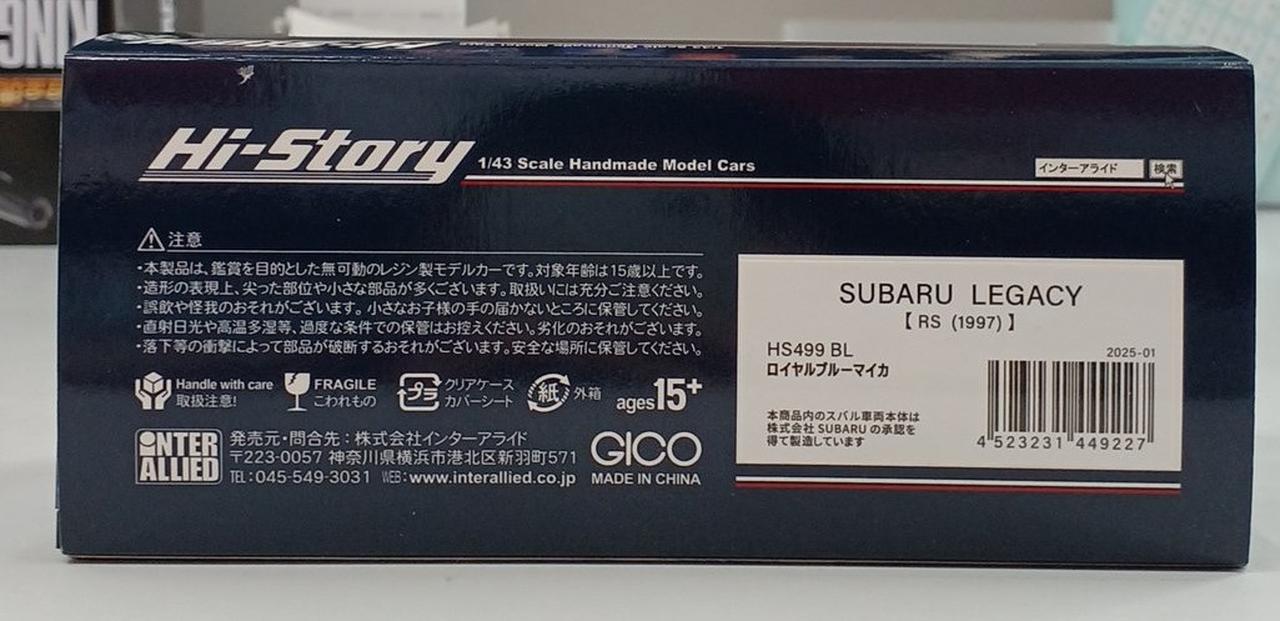 KING
Hi-Story
1/43 Scale Handmade Model Cars
インターアライド 検索
注意
・本製品は、鑑賞を目的とした無可動のレジン製モデルカーです。対象年齢は15歳以上です。
・造形の表現上、尖った部位や小さな部品が多くございます。取扱いには充分ご注意ください。
・誤飲や怪我のおそれがございます。小さなお子様の手の届かないところに保管してください。
・直射日光や高温多湿等、過度な条件での保管はお控えください。劣化のおそれがございます。
・落下等の衝撃によって部品が破断するおそれがございます。安全な場所に保管してください。
Handle with care
取扱注意!
FRAGILE
こわれもの
プラ
クリアケース
カバーシート
紙 外箱
ages15+
INTER
ALLIED
発売元・問合先:株式会社インターアライド
〒223-0057 神奈川県横浜市港北区新羽町571
TEL:045-549-3031 WEB:www.interallied.co.jp
GICO
MADE IN CHINA
SUBARU LEGACY
【 RS (1997) 】
HS499 BL
ロイヤルブルーマイカ
2025-01
本商品内のスバル車両本体は
株式会社 SUBARU の承認を
得て製造しています
4 523231 449227